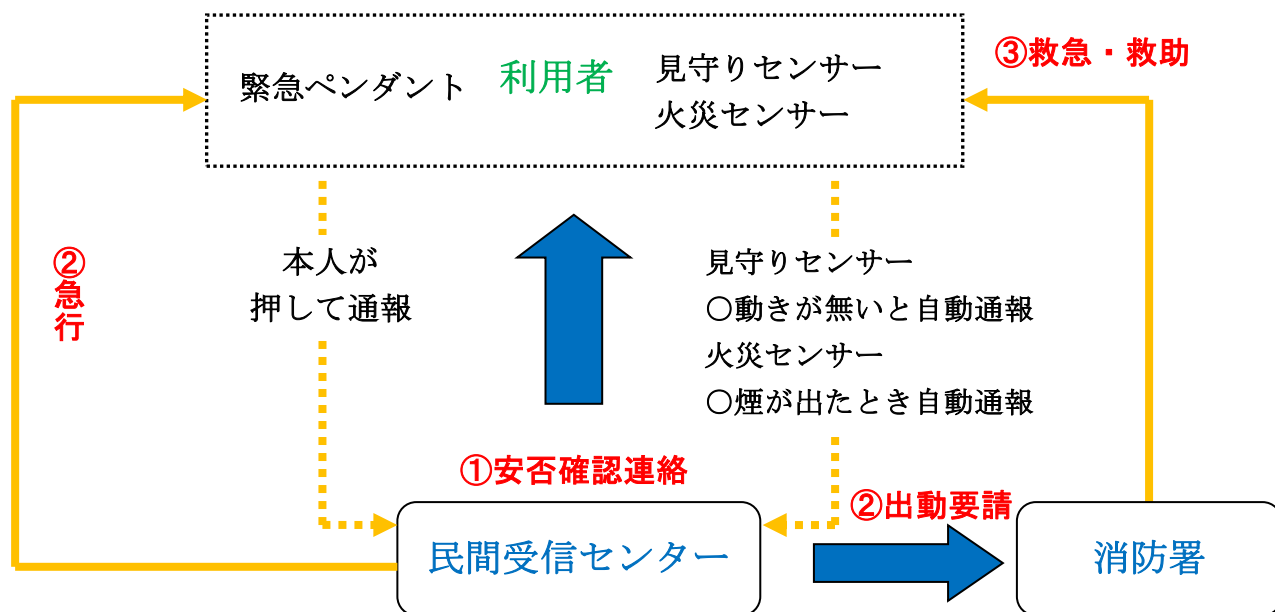 ③救急・救助
緊急ペンダント
利用者
見守りセンサー
火災センサー
②急行
本人が
押して通報
見守りセンサー
○動きが無いと自動通報
火災センサー
○煙が出たとき自動通報
①安否確認連絡
②出動要請
民間受信センター
消防署